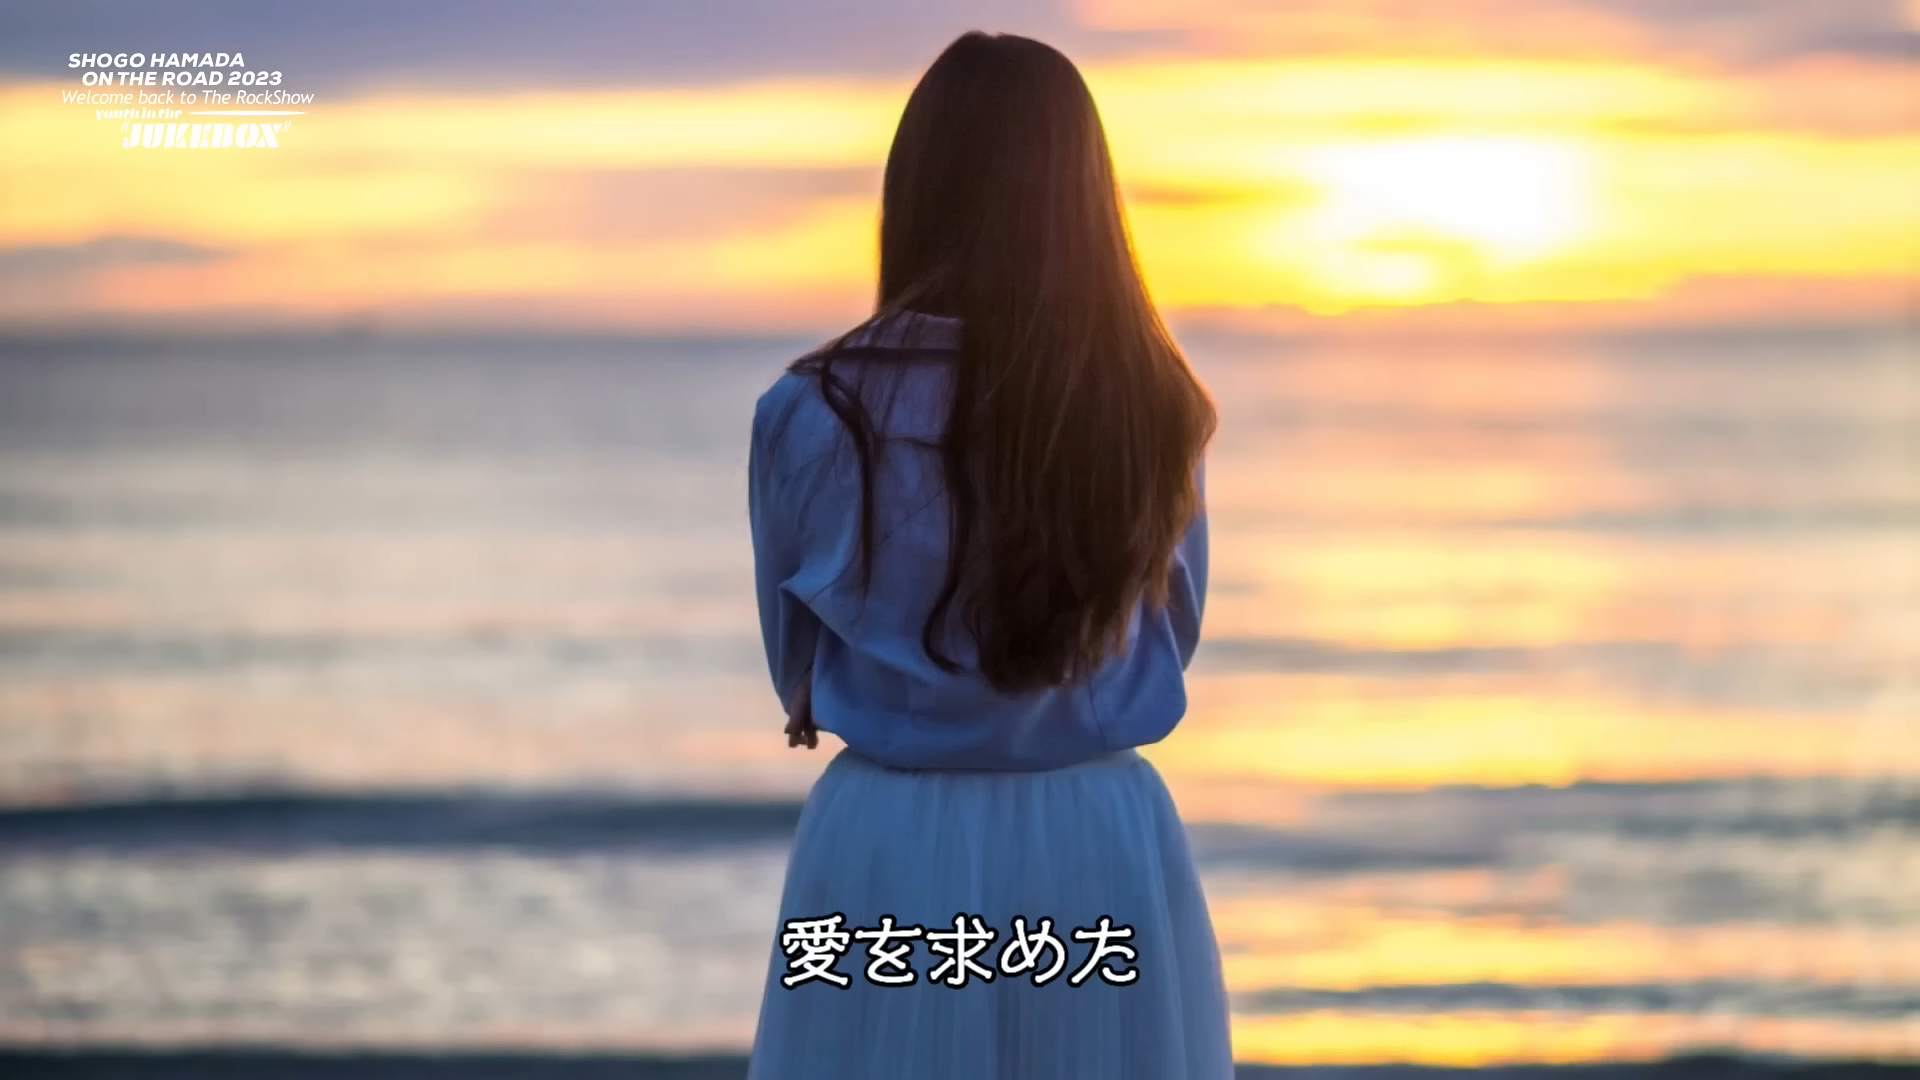 SHOGO HAMADA
ON THE ROAD 2023
Welcome back to The RockShow
youth in the
"JUKEBOX"
愛を求めた